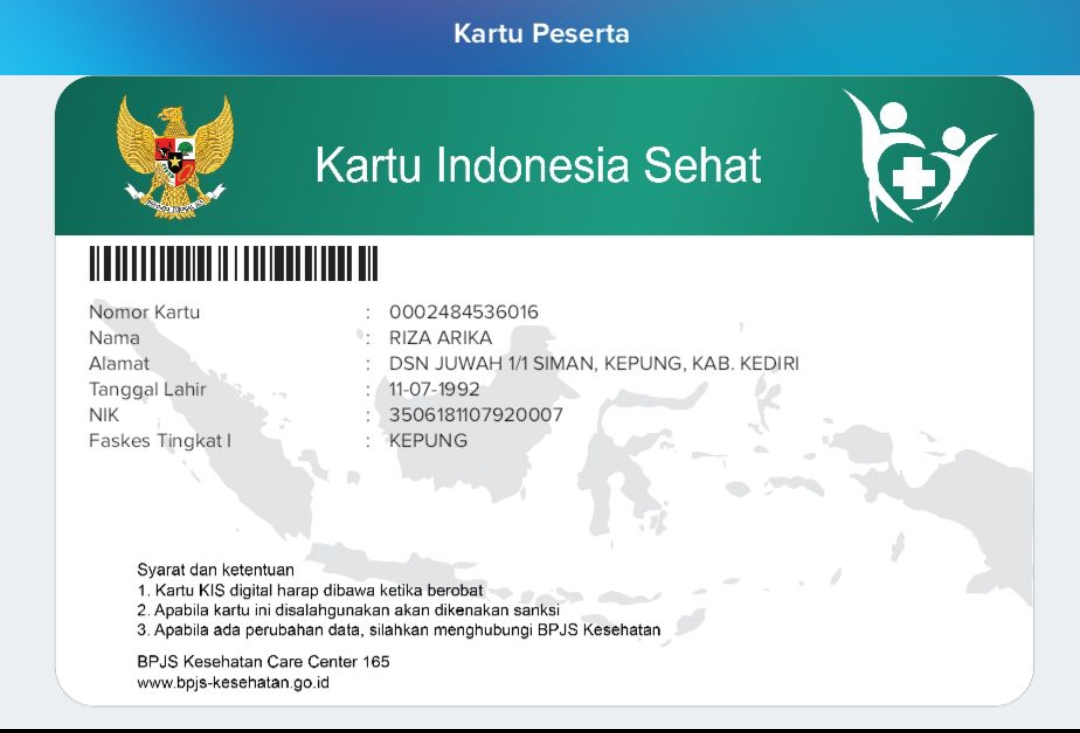 Kartu Peserta
Kartu Indonesia Sehat
Nomor Kartu : 0002484536016
Nama : RIZA ARIKA
Alamat : DSN JUWAH 1/1 SIMAN, KEPUNG, KAB. KEDIRI
Tanggal Lahir : 11-07-1992
NIK : 3506181107920007
Faskes Tingkat I : KEPUNG
Syarat dan ketentuan
1. Kartu KIS digital harap dibawa ketika berobat
2. Apabila kartu ini disalahgunakan akan dikenakan sanksi
3. Apabila ada perubahan data, silahkan menghubungi BPJS Kesehatan
BPJS Kesehatan Care Center 165
www.bpjs-kesehatan.go.id